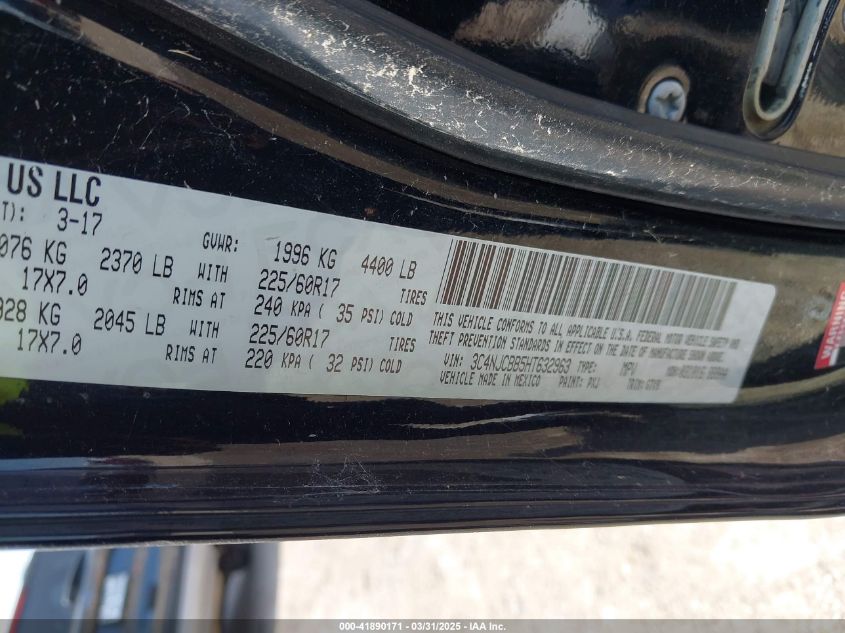 US LLC
T): 3-17
076 KG 2370 LB GVWR: 1996 KG 4400 LB
17X7.0 WITH 225/60R17 TIRES
RIMS AT 240 KPA ( 35 PSI) COLD
928 KG 2045 LB WITH 225/60R17 TIRES
17X7.0 RIMS AT 220 KPA ( 32 PSI) COLD
THIS VEHICLE CONFORMS TO ALL APPLICABLE U.S.A. FEDERAL MOTOR VEHICLE SAFETY AND
THEFT PREVENTION STANDARDS IN EFFECT ON THE DATE OF MANUFACTURE SHOWN ABOVE.
VIN: 3C4NJCBB5HT632963 TYPE: MPV
VEHICLE MADE IN MEXICO PAINT: PXJ TRIM:
WARNING
000-41890171 - 03/31/2025 - IAA Inc.